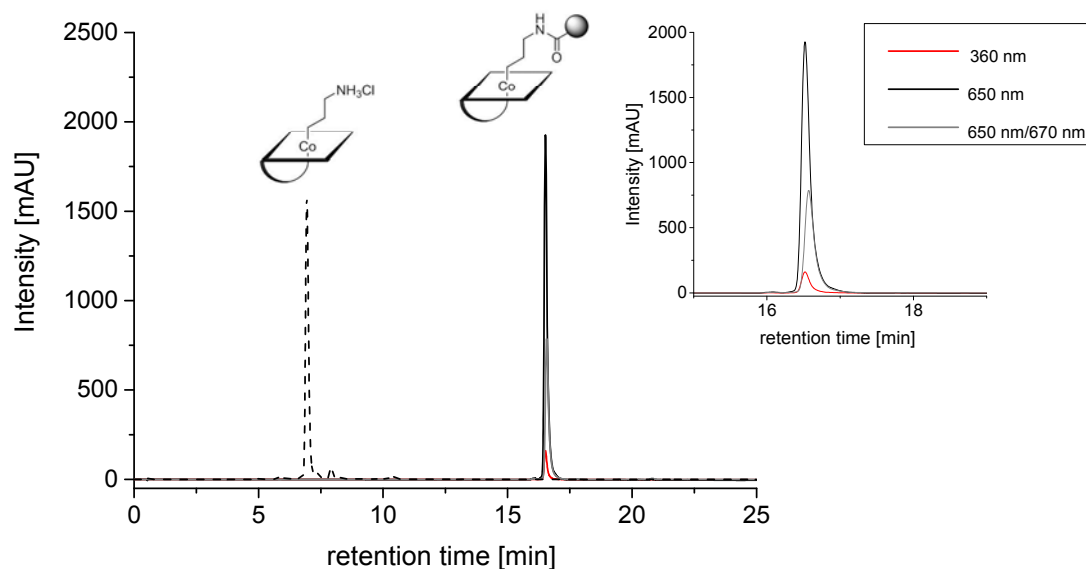 2500
2000
1500
1000
500
0
Intensity [mAU]
0
5
10
15
20
25
retention time [min]
Co
NH3Cl
H
N
O
Co
2000
1500
1000
500
0
Intensity [mAU]
16
18
retention time [min]
360 nm
650 nm
650 nm/670 nm